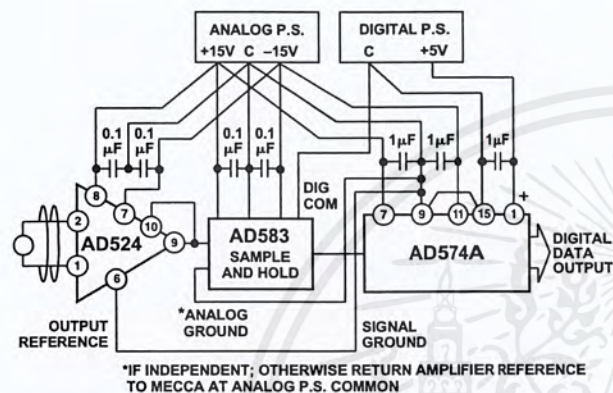 ANALOG P.S.
+15V C –15V
DIGITAL P.S.
C +5V
0.1 μF
0.1 μF
0.1 μF
0.1 μF
1μF
1μF
1μF
8
7
10
9
2
1
6
AD524
DIG COM
AD583
SAMPLE AND HOLD
7
9
11
15
1
+
AD574A
DIGITAL DATA OUTPUT
*ANALOG GROUND
OUTPUT REFERENCE
SIGNAL GROUND
*IF INDEPENDENT; OTHERWISE RETURN AMPLIFIER REFERENCE
TO MECCA AT ANALOG P.S. COMMON